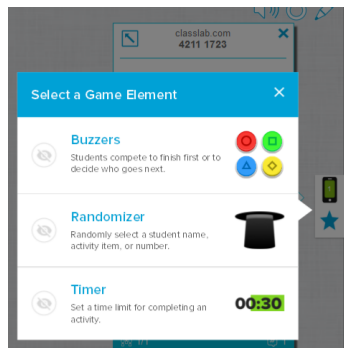 classlab.com
4211 1723
Select a Game Element
Buzzers
Students compete to finish first or to
decide who goes next.
Randomizer
Randomly select a student name,
activity item, or number.
Timer
Set a time limit for completing an
activity.
00:30